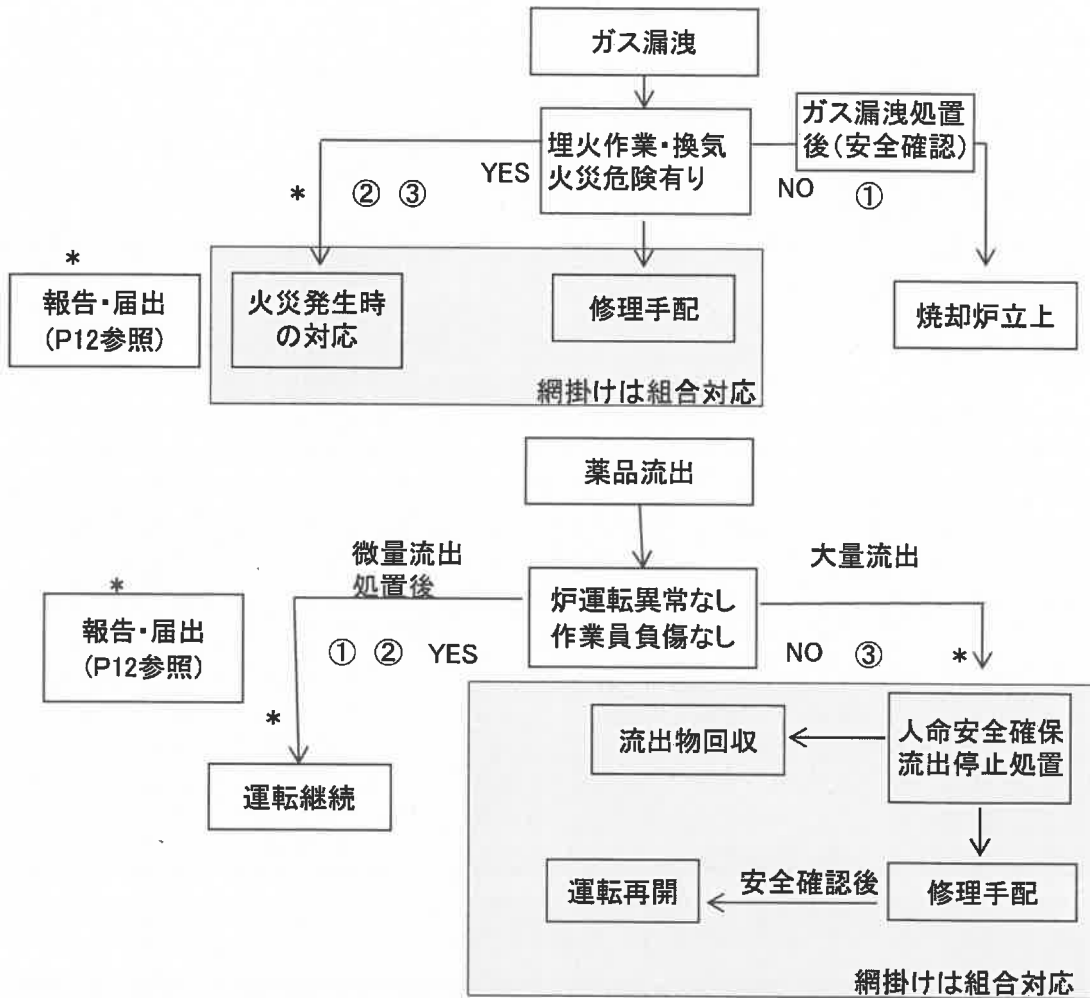 ガス漏洩
埋火作業・換気
火災危険有り
ガス漏洩処置
後(安全確認)
YES
NO
①
*
② ③
*
報告・届出
(P12参照)
火災発生時
の対応
修理手配
焼却炉立上
網掛けは組合対応
薬品流出
微量流出
処置後
大量流出
炉運転異常なし
作業員負傷なし
*
報告・届出
(P12参照)
① ② YES
NO ③
*
*
運転継続
流出物回収
人命安全確保
流出停止処置
運転再開
安全確認後
修理手配
網掛けは組合対応